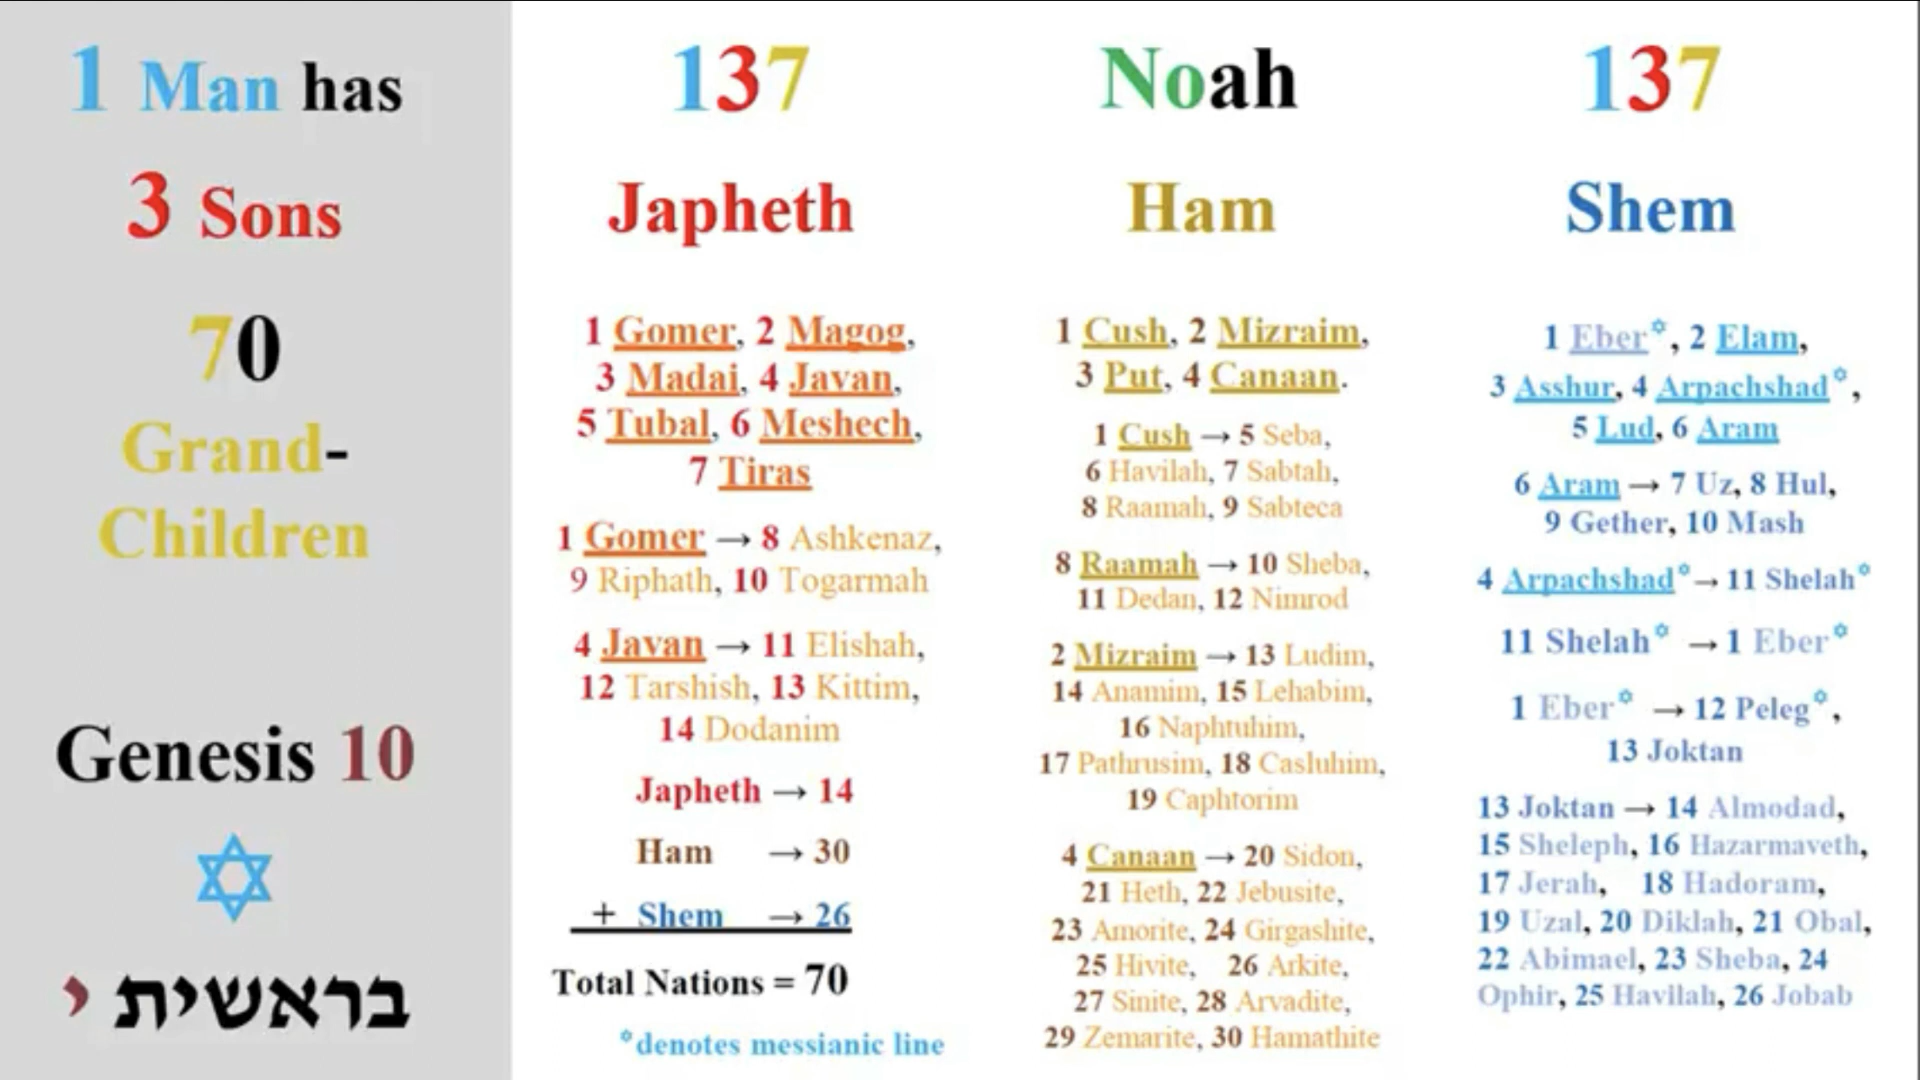 1 Man has
3 Sons
70
Grand-
Children
Genesis 10
בראשית י
137
Japheth
1 Gomer, 2 Magog,
3 Madai, 4 Javan,
5 Tubal, 6 Meshech,
7 Tiras
1 Gomer → 8 Ashkenaz,
9 Riphath, 10 Togarmah
4 Javan → 11 Elishah,
12 Tarshish, 13 Kittim,
14 Dodanim
Japheth → 14
Ham → 30
+ Shem → 26
Total Nations = 70
*denotes messianic line
Noah
Ham
1 Cush, 2 Mizraim,
3 Put, 4 Canaan.
1 Cush → 5 Seba,
6 Havilah, 7 Sabtah,
8 Raamah, 9 Sabteca
8 Raamah → 10 Sheba,
11 Dedan, 12 Nimrod
2 Mizraim → 13 Ludim,
14 Anamim, 15 Lehabim,
16 Naphtuhim,
17 Pathrusim, 18 Casluhim,
19 Caphtorim
4 Canaan → 20 Sidon,
21 Heth, 22 Jebusite,
23 Amorite, 24 Girgashite,
25 Hivite, 26 Arkite,
27 Sinite, 28 Arvadite,
29 Zemarite, 30 Hamathite
137
Shem
1 Eber✡, 2 Elam,
3 Asshur, 4 Arpachshad✡,
5 Lud, 6 Aram
6 Aram → 7 Uz, 8 Hul,
9 Gether, 10 Mash
4 Arpachshad✡→ 11 Shelah✡
11 Shelah✡ → 1 Eber✡
1 Eber✡ → 12 Peleg✡,
13 Joktan
13 Joktan → 14 Almodad,
15 Sheleph, 16 Hazarmaveth,
17 Jerah, 18 Hadoram,
19 Uzal, 20 Diklah, 21 Obal,
22 Abimael, 23 Sheba, 24
Ophir, 25 Havilah, 26 Jobab